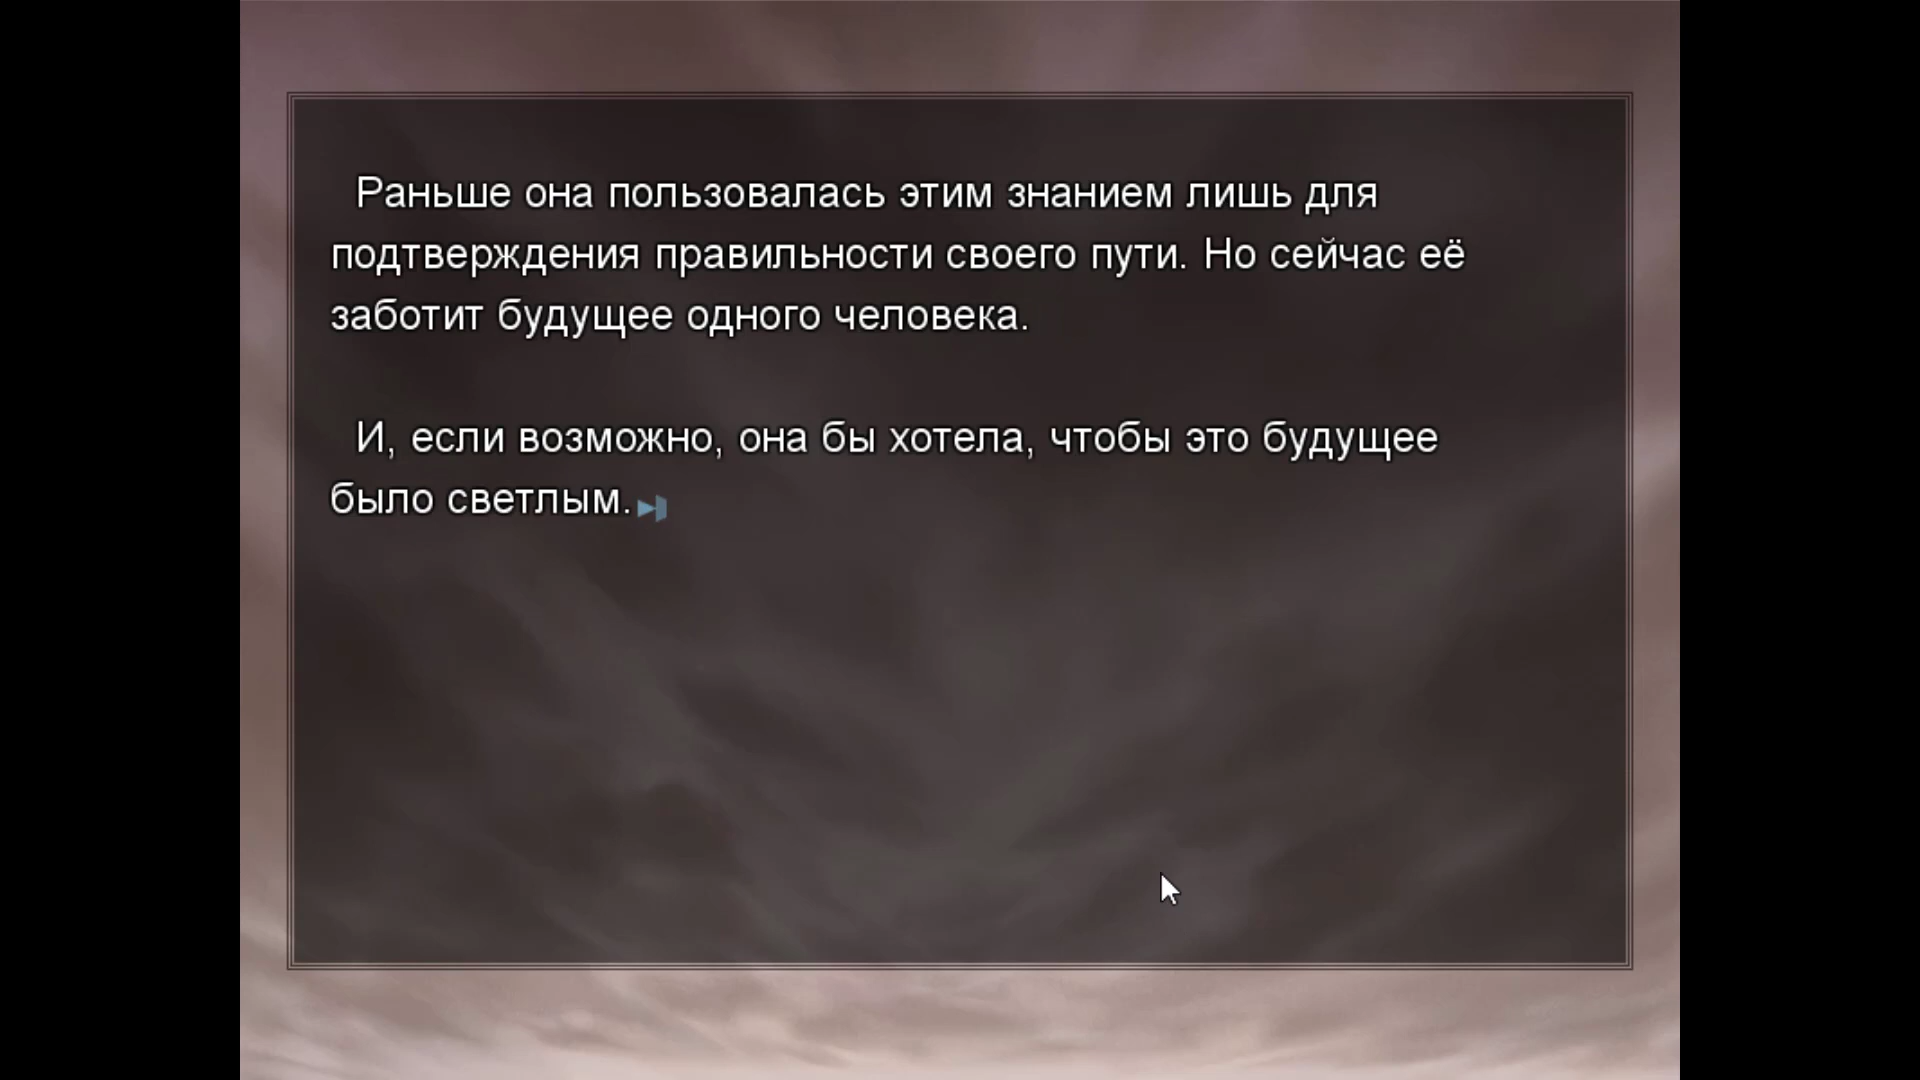 Раньше она пользовалась этим знанием лишь для
подтверждения правильности своего пути. Но сейчас её
заботит будущее одного человека.
И, если возможно, она бы хотела, чтобы это будущее
было светлым.